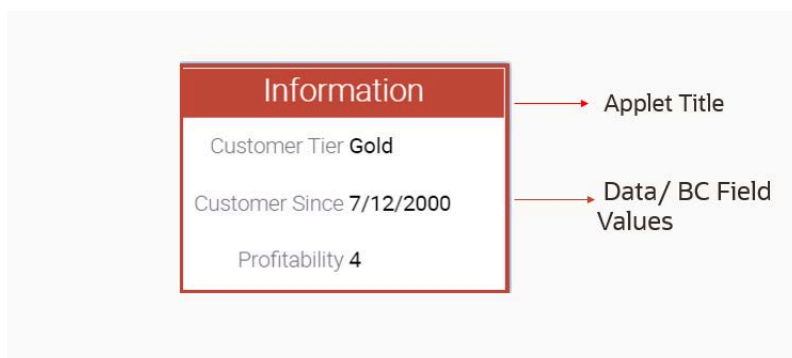 Information
Applet Title
Customer Tier Gold
Customer Since 7/12/2000
Data/ BC Field
Values
Profitability 4